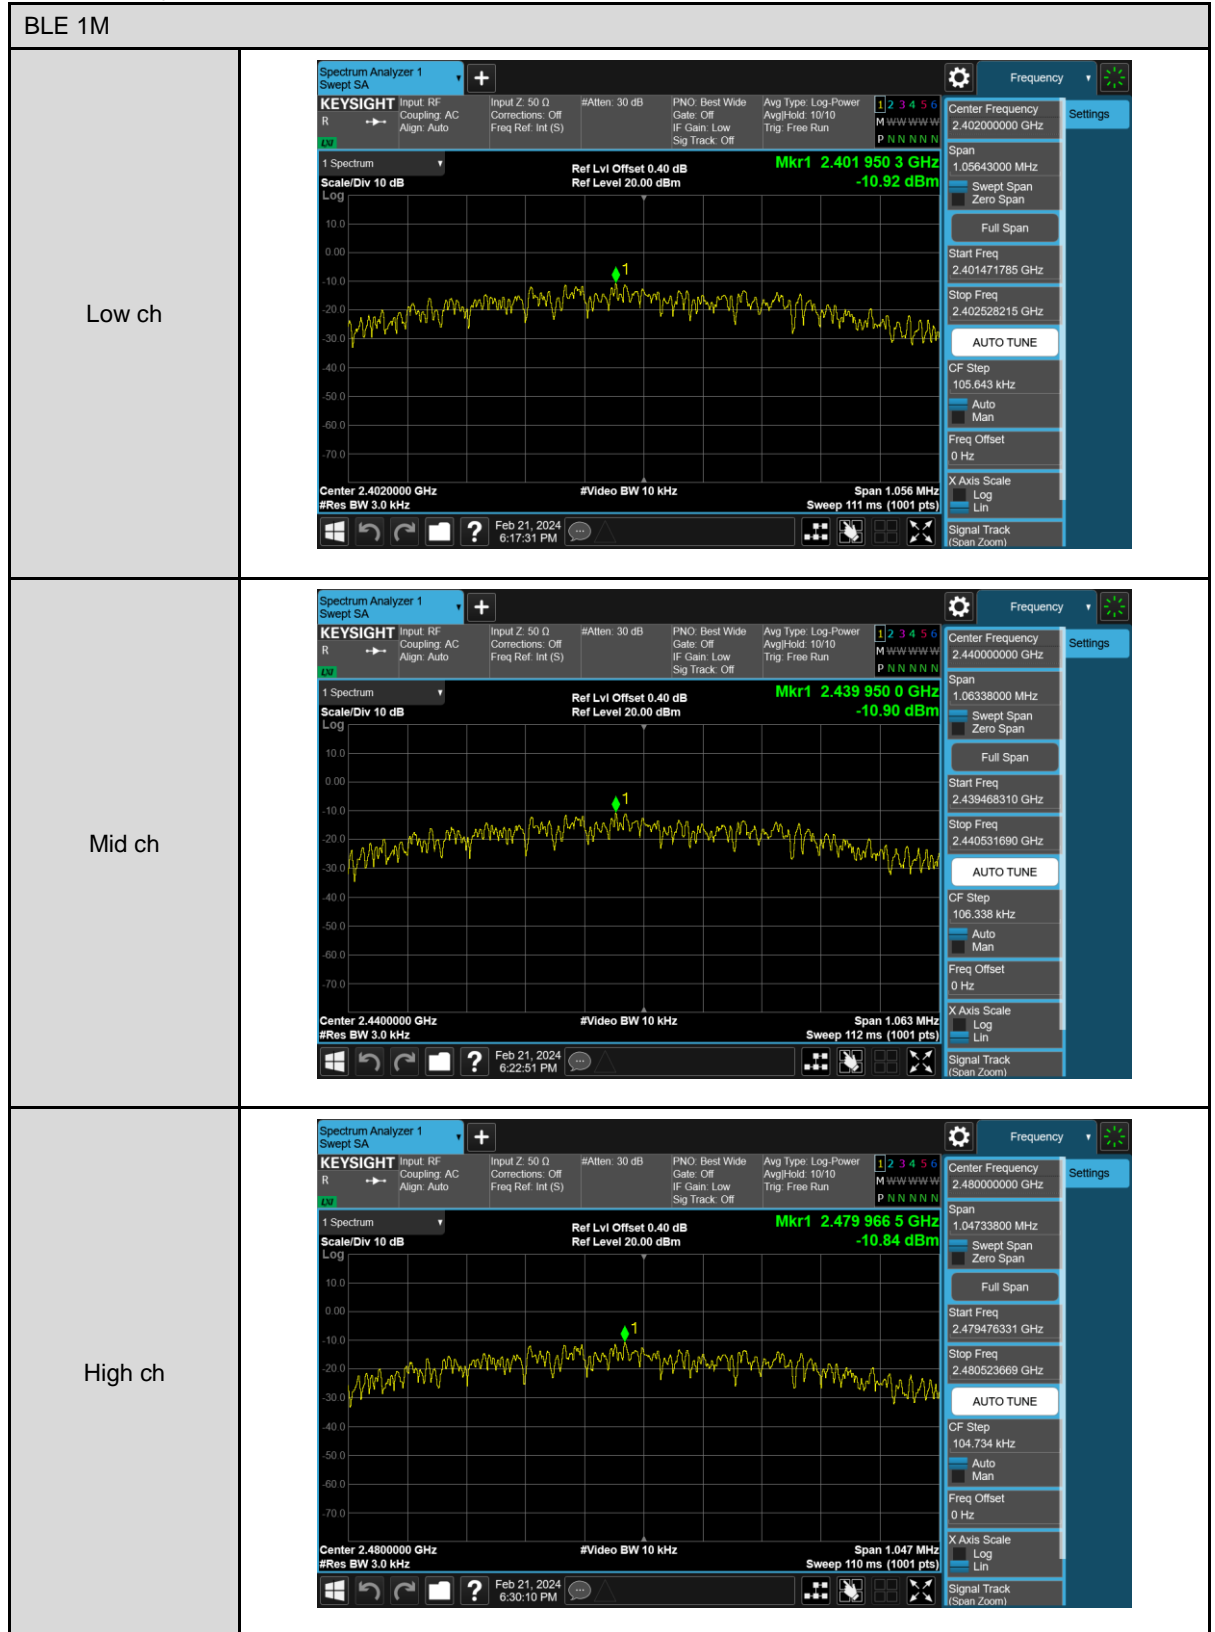 BLE 1M
Low ch
Spectrum Analyzer 1
Swept SA
Frequency
KEYSIGHT
R
LXI
Input: RF
Coupling: AC
Align: Auto
Input Z: 50 Ω
Corrections: Off
Freq Ref: Int (S)
#Atten: 30 dB
PNO: Best Wide
Gate: Off
IF Gain: Low
Sig Track: Off
Avg Type: Log-Power
Avg|Hold: 10/10
Trig: Free Run
1 2 3 4 5 6
M W W W W W
P N N N N N
1 Spectrum
Scale/Div 10 dB
Log
Ref Lvl Offset 0.40 dB
Ref Level 20.00 dBm
Mkr1 2.401 950 3 GHz
-10.92 dBm
10.0
0.00
-10.0
-20.0
-30.0
-40.0
-50.0
-60.0
-70.0
1
Center 2.4020000 GHz
#Res BW 3.0 kHz
#Video BW 10 kHz
Span 1.056 MHz
Sweep 111 ms (1001 pts)
Feb 21, 2024
6:17:31 PM
Center Frequency
2.402000000 GHz
Settings
Span
1.05643000 MHz
Swept Span
Zero Span
Full Span
Start Freq
2.401471785 GHz
Stop Freq
2.402528215 GHz
AUTO TUNE
CF Step
105.643 kHz
Auto
Man
Freq Offset
0 Hz
X Axis Scale
Log
Lin
Signal Track
(Span Zoom)
Mid ch
Spectrum Analyzer 1
Swept SA
Frequency
KEYSIGHT
R
LXI
Input: RF
Coupling: AC
Align: Auto
Input Z: 50 Ω
Corrections: Off
Freq Ref: Int (S)
#Atten: 30 dB
PNO: Best Wide
Gate: Off
IF Gain: Low
Sig Track: Off
Avg Type: Log-Power
Avg|Hold: 10/10
Trig: Free Run
1 2 3 4 5 6
M W W W W W
P N N N N N
1 Spectrum
Scale/Div 10 dB
Log
Ref Lvl Offset 0.40 dB
Ref Level 20.00 dBm
Mkr1 2.439 950 0 GHz
-10.90 dBm
10.0
0.00
-10.0
-20.0
-30.0
-40.0
-50.0
-60.0
-70.0
1
Center 2.4400000 GHz
#Res BW 3.0 kHz
#Video BW 10 kHz
Span 1.063 MHz
Sweep 112 ms (1001 pts)
Feb 21, 2024
6:22:51 PM
Center Frequency
2.440000000 GHz
Settings
Span
1.06338000 MHz
Swept Span
Zero Span
Full Span
Start Freq
2.439468310 GHz
Stop Freq
2.440531690 GHz
AUTO TUNE
CF Step
106.338 kHz
Auto
Man
Freq Offset
0 Hz
X Axis Scale
Log
Lin
Signal Track
(Span Zoom)
High ch
Spectrum Analyzer 1
Swept SA
Frequency
KEYSIGHT
R
LXI
Input: RF
Coupling: AC
Align: Auto
Input Z: 50 Ω
Corrections: Off
Freq Ref: Int (S)
#Atten: 30 dB
PNO: Best Wide
Gate: Off
IF Gain: Low
Sig Track: Off
Avg Type: Log-Power
Avg|Hold: 10/10
Trig: Free Run
1 2 3 4 5 6
M W W W W W
P N N N N N
1 Spectrum
Scale/Div 10 dB
Log
Ref Lvl Offset 0.40 dB
Ref Level 20.00 dBm
Mkr1 2.479 966 5 GHz
-10.84 dBm
10.0
0.00
-10.0
-20.0
-30.0
-40.0
-50.0
-60.0
-70.0
1
Center 2.4800000 GHz
#Res BW 3.0 kHz
#Video BW 10 kHz
Span 1.047 MHz
Sweep 110 ms (1001 pts)
Feb 21, 2024
6:30:10 PM
Center Frequency
2.480000000 GHz
Settings
Span
1.04733800 MHz
Swept Span
Zero Span
Full Span
Start Freq
2.479476331 GHz
Stop Freq
2.480523669 GHz
AUTO TUNE
CF Step
104.734 kHz
Auto
Man
Freq Offset
0 Hz
X Axis Scale
Log
Lin
Signal Track
(Span Zoom)